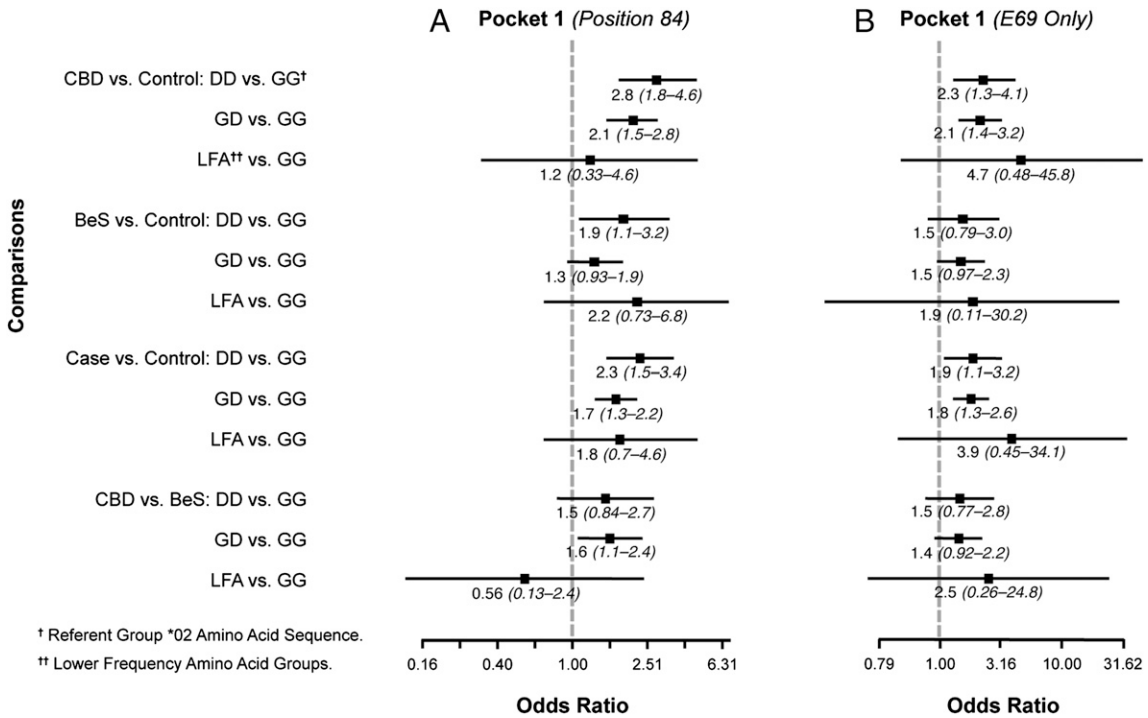 A Pocket 1 (Position 84)
B Pocket 1 (E69 Only)
Comparisons
CBD vs. Control: DD vs. GG†
2.8 (1.8–4.6)
2.3 (1.3–4.1)
GD vs. GG
2.1 (1.5–2.8)
2.1 (1.4–3.2)
LFA†† vs. GG
1.2 (0.33–4.6)
4.7 (0.48–45.8)
BeS vs. Control: DD vs. GG
1.9 (1.1–3.2)
1.5 (0.79–3.0)
GD vs. GG
1.3 (0.93–1.9)
1.5 (0.97–2.3)
LFA vs. GG
2.2 (0.73–6.8)
1.9 (0.11–30.2)
Case vs. Control: DD vs. GG
2.3 (1.5–3.4)
1.9 (1.1–3.2)
GD vs. GG
1.7 (1.3–2.2)
1.8 (1.3–2.6)
LFA vs. GG
1.8 (0.7–4.6)
3.9 (0.45–34.1)
CBD vs. BeS: DD vs. GG
1.5 (0.84–2.7)
1.5 (0.77–2.8)
GD vs. GG
1.6 (1.1–2.4)
1.4 (0.92–2.2)
LFA vs. GG
0.56 (0.13–2.4)
2.5 (0.26–24.8)
† Referent Group *02 Amino Acid Sequence.
†† Lower Frequency Amino Acid Groups.
0.16 0.40 1.00 2.51 6.31
0.79 1.00 3.16 10.00 31.62
Odds Ratio
Odds Ratio